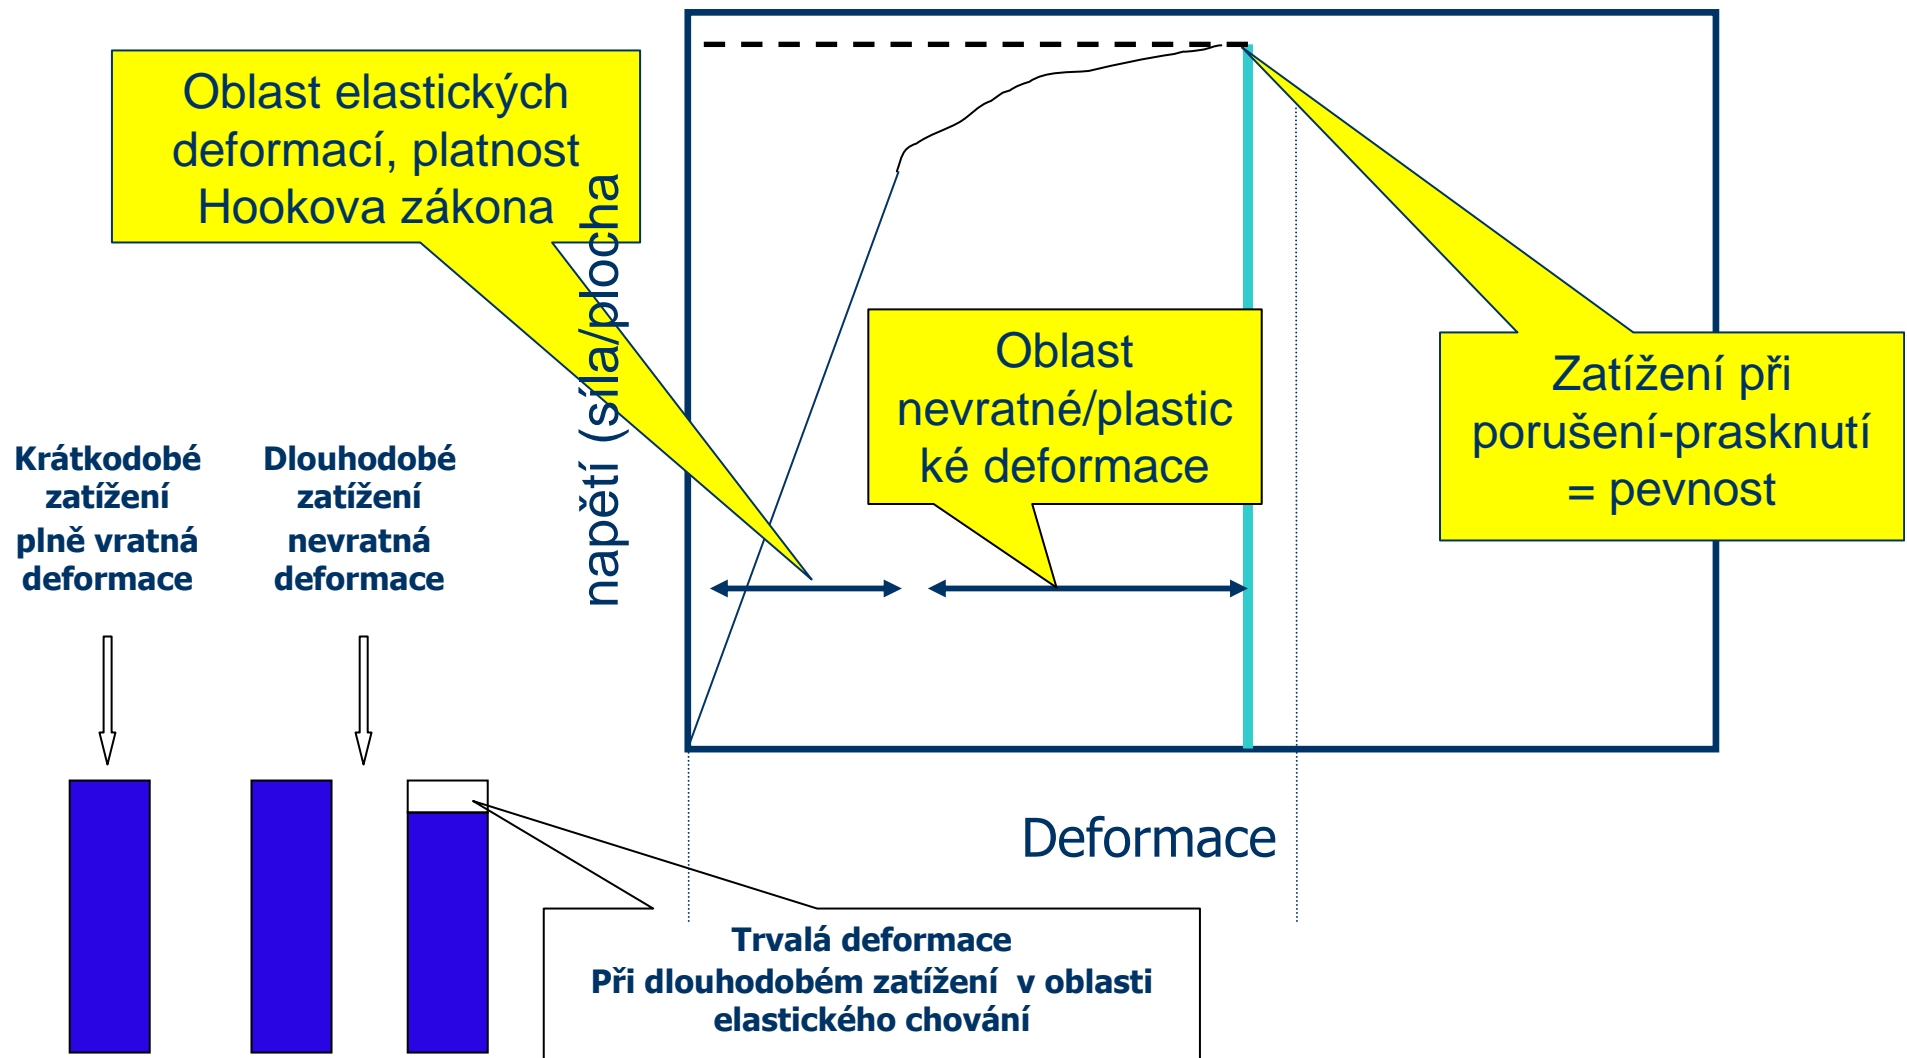 Oblast elastických
deformací, platnost
Hookova zákona
napětí (síla/plocha
Oblast
nevratné/plastic
ké deformace
Zatížení při
porušení-prasknutí
= pevnost
Krátkodobé
zatížení
plně vratná
deformace
Dlouhodobé
zatížení
nevratná
deformace
Deformace
Trvalá deformace
Při dlouhodobém zatížení v oblasti
elastického chování